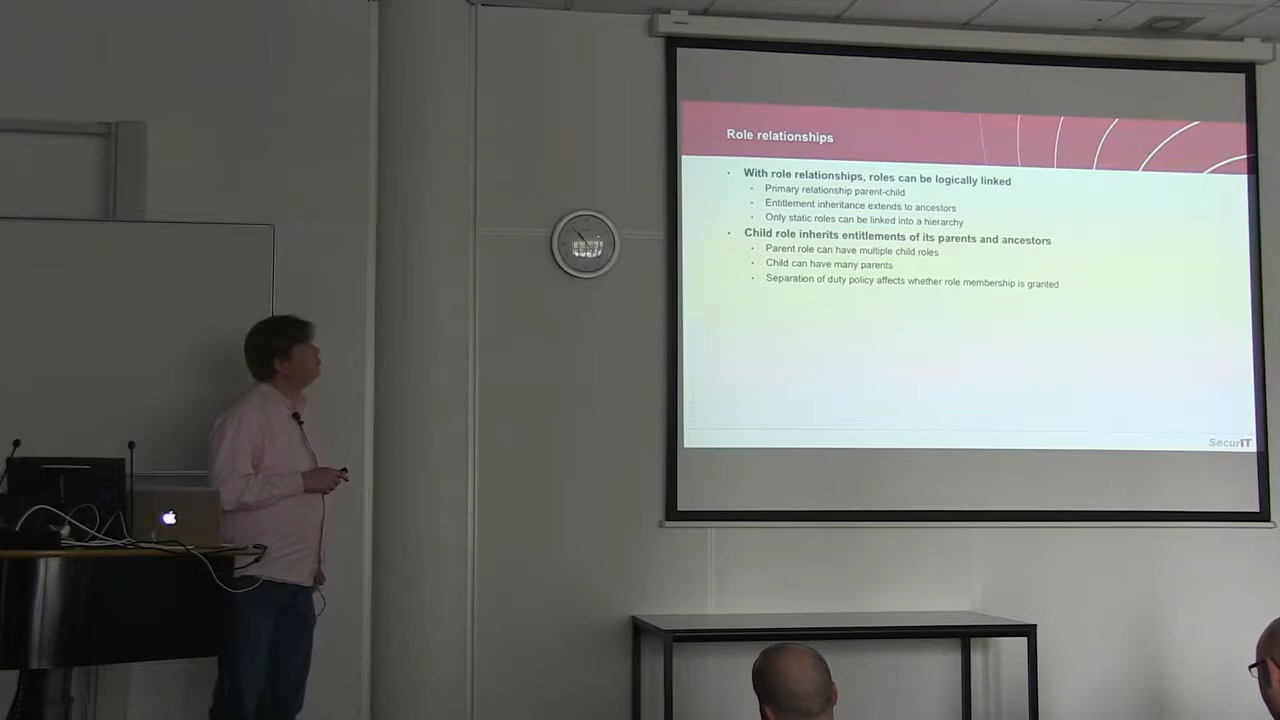 Role relationships
With role relationships, roles can be logically linked
Primary relationship parent-child
Entitlement inheritance extends to ancestors
Only static roles can be linked into a hierarchy
Child role inherits entitlements of its parents and ancestors
Parent role can have multiple child roles
Child can have many parents
Separation of duty policy affects whether role membership is granted
SecurIT